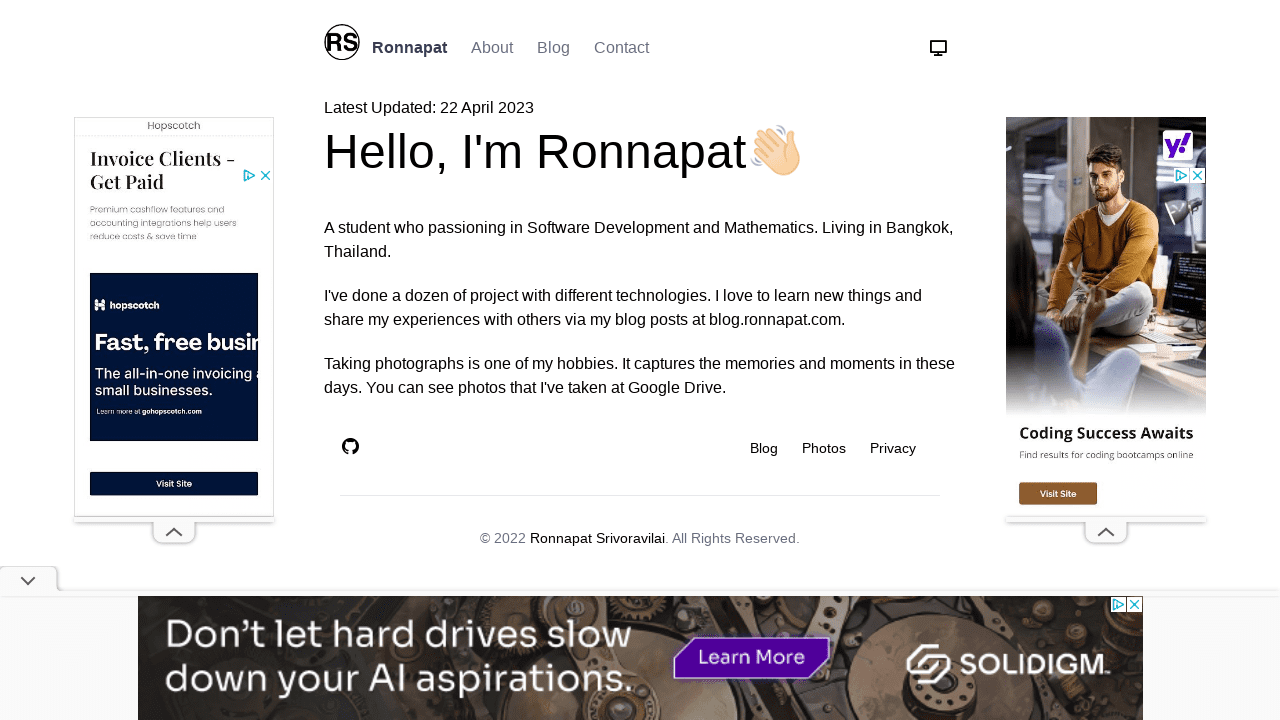 RS
Ronnapat About Blog Contact
Latest Updated: 22 April 2023
Hello, I'm Ronnapat
A student who passioning in Software Development and Mathematics. Living in Bangkok,
Thailand.
I've done a dozen of project with different technologies. I love to learn new things and
share my experiences with others via my blog posts at blog.ronnapat.com.
Taking photographs is one of my hobbies. It captures the memories and moments in these
days. You can see photos that I've taken at Google Drive.
Blog Photos Privacy
© 2022 Ronnapat Srivoravilai. All Rights Reserved.
Hopscotch
Invoice Clients -
Get Paid
Premium cashflow features and
accounting integrations help users
reduce costs & save time
hopscotch
Fast, free busin
The all-in-one invoicing a
small businesses.
Learn more at gohopscotch.com
Visit Site
y!
Coding Success Awaits
Find results for coding bootcamps online
Visit Site
Don't let hard drives slow
down your AI aspirations.
Learn More
SOLIDIGM